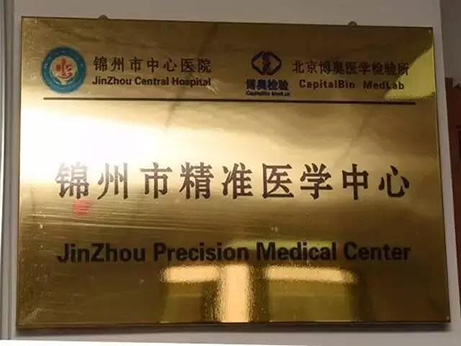 锦州市中心医院
JinZhou Central Hospital
博奥检验
CapitalBio MedLab
北京博奥医学检验所
CapitalBio MedLab
锦州市精准医学中心
JinZhou Precision Medical Center